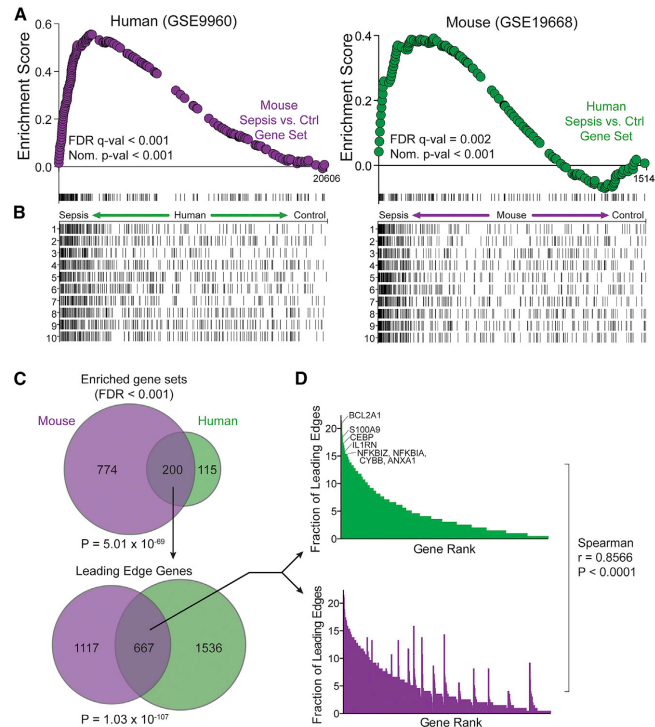 A
Human (GSE9960)
Mouse (GSE19668)
Enrichment Score
0.6
0.4
0.2
0.0
Mouse
Sepsis vs. Ctrl
Gene Set
FDR q-val < 0.001
Nom. p-val < 0.001
20606
Enrichment Score
0.4
0.2
0.0
Human
Sepsis vs. Ctrl
Gene Set
FDR q-val = 0.002
Nom. p-val < 0.001
1514
B
Sepsis Human Control
1
2
3
4
5
6
7
8
9
10
Sepsis Mouse Control
1
2
3
4
5
6
7
8
9
10
C
Enriched gene sets
(FDR < 0.001)
Mouse
Human
774 200 115
P = 5.01 x 10-69
Leading Edge Genes
1117 667 1536
P = 1.03 x 10-107
D
Fraction of Leading Edges
20
15
10
5
0
BCL2A1
S100A9
CEBP
IL1RN
NFKBIZ, NFKBIA,
CYBB, ANXA1
Gene Rank
Fraction of Leading Edges
20
15
10
5
0
Gene Rank
Spearman
r = 0.8566
P < 0.0001